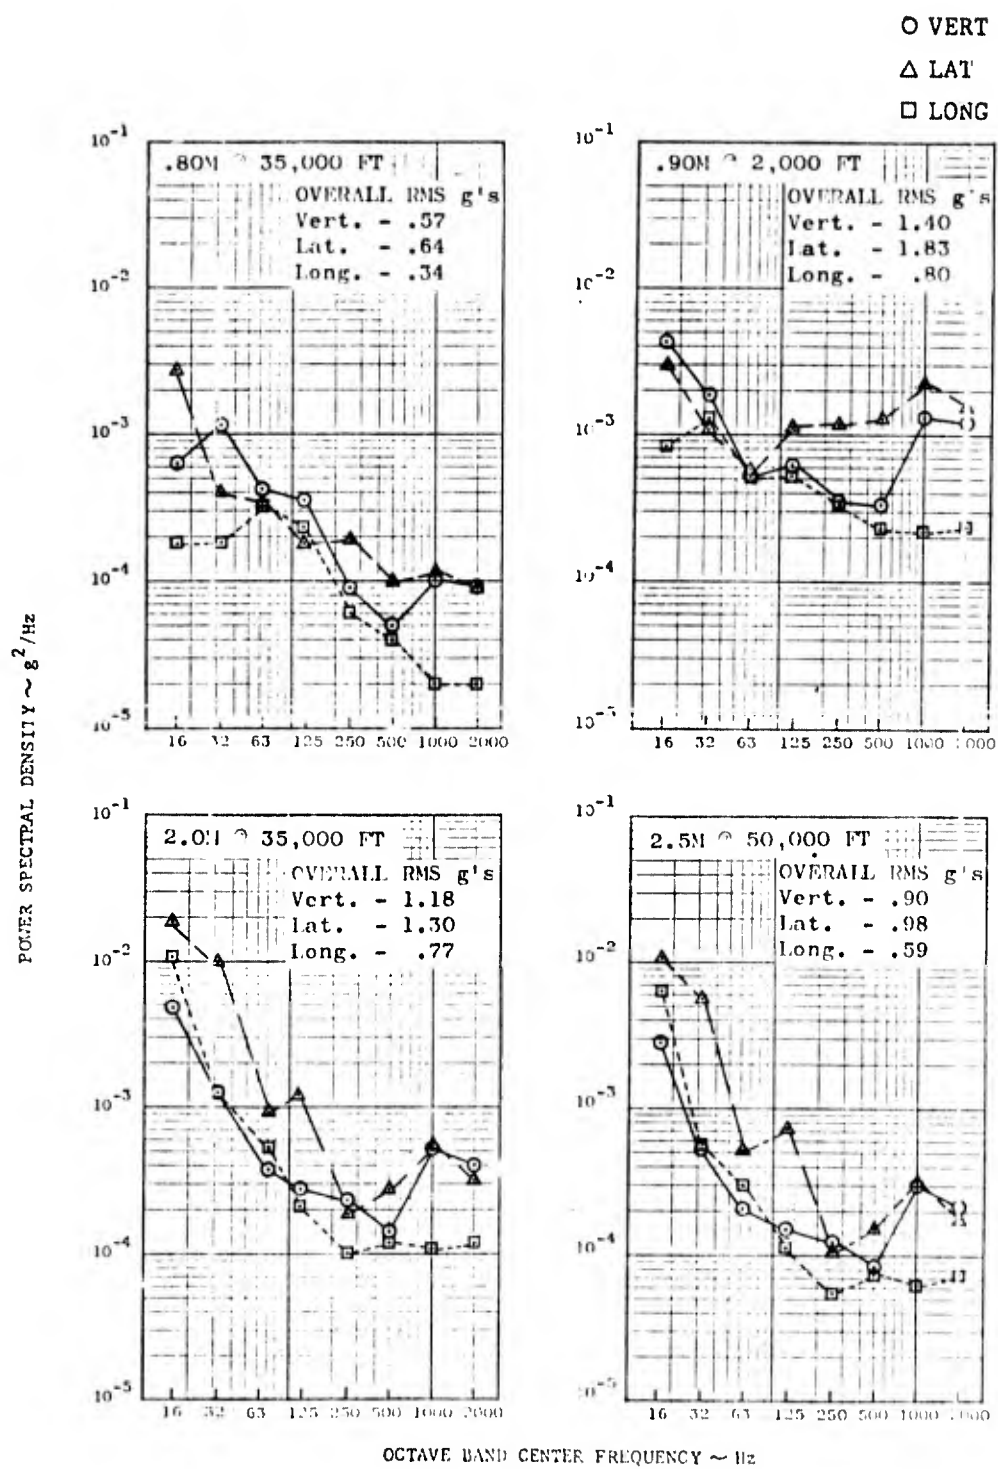 VERT
LAT
LONG
10-1
.80M @ 35,000 FT
OVERALL RMS g's
Vert. - .57
Lat. - .64
Long. - .34
10-2
10-3
10-4
10-5
16 32 63 125 250 500 1000 2000
10-1
.90M @ 2,000 FT
OVERALL RMS g's
Vert. - 1.40
Lat. - 1.83
Long. - .80
10-2
10-3
10-4
10-5
16 32 63 125 250 500 1000
POWER SPECTRAL DENSITY ~ g2/Hz
10-1
2.0M @ 35,000 FT
OVERALL RMS g's
Vert. - 1.18
Lat. - 1.30
Long. - .77
10-2
10-3
10-4
10-5
16 32 63 125 250 500 1000 2000
10-1
2.5M @ 50,000 FT
OVERALL RMS g's
Vert. - .90
Lat. - .98
Long. - .59
10-2
10-3
10-4
10-5
16 32 63 125 250 500 1000
OCTAVE BAND CENTER FREQUENCY ~ Hz